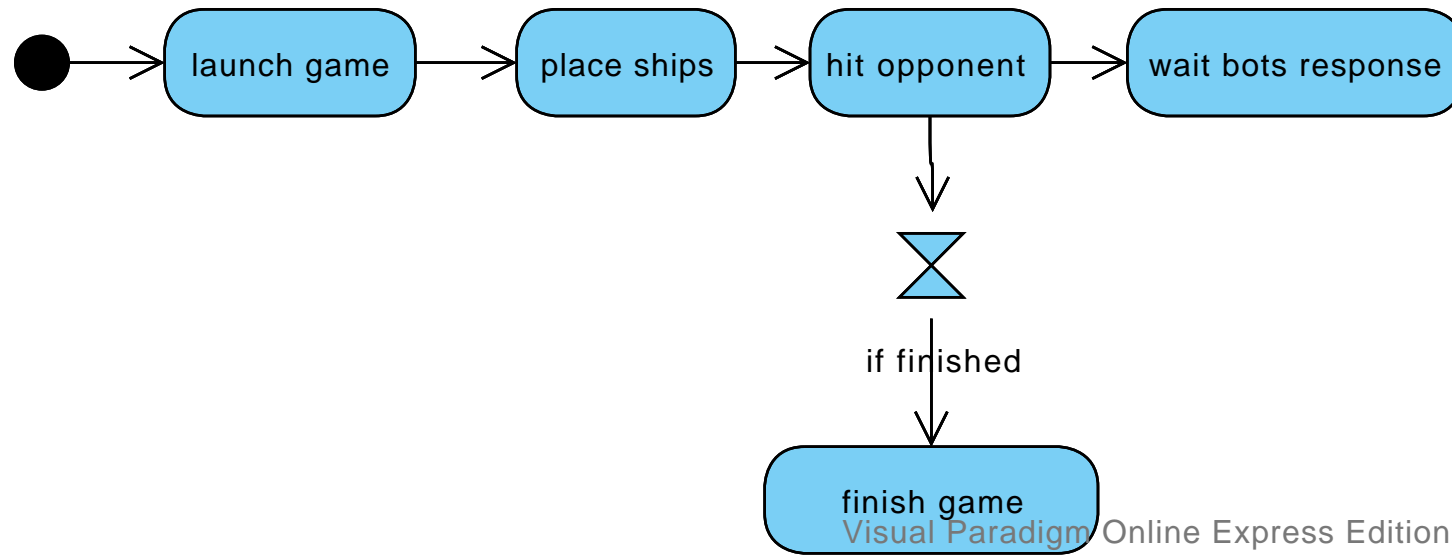 launch game
place ships
hit opponent
wait bots response
if finished
finish game
Visual Paradigm Online Express Edition